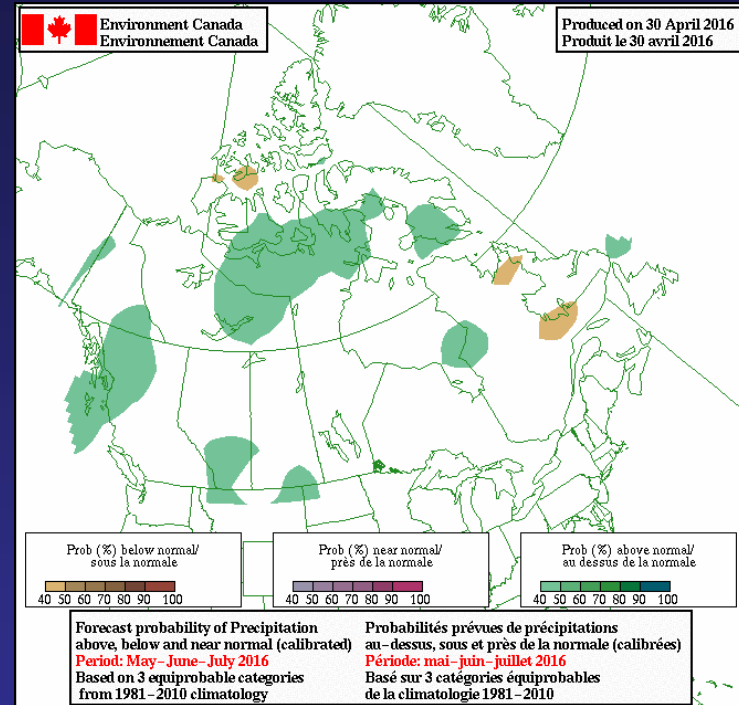 Environment Canada
Environnement Canada
Produced on 30 April 2016
Produit le 30 avril 2016
Prob (%) below normal/
sous la normale
40 50 60 70 80 90 100
Prob (%) near normal/
près de la normale
40 50 60 70 80 90 100
Prob (%) above normal/
au dessus de la normale
40 50 60 70 80 90 100
Forecast probability of Precipitation
above, below and near normal (calibrated)
Period: May-June-July 2016
Based on 3 equiprobable categories
from 1981-2010 climatology
Probabilités prévues de précipitations
au-dessus, sous et près de la normale (calibrées)
Période: mai-juin-juillet 2016
Basé sur 3 catégories équiprobables
de la climatologie 1981-2010